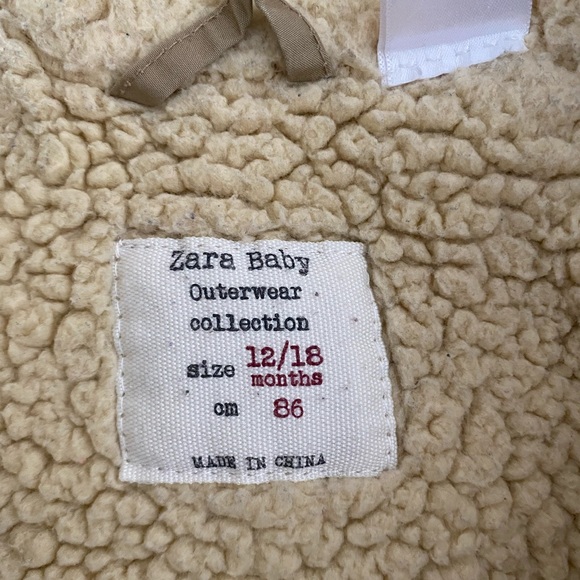 Zara Baby
Outerwear
collection
size 12/18
months
cm 86
MADE IN CHINA